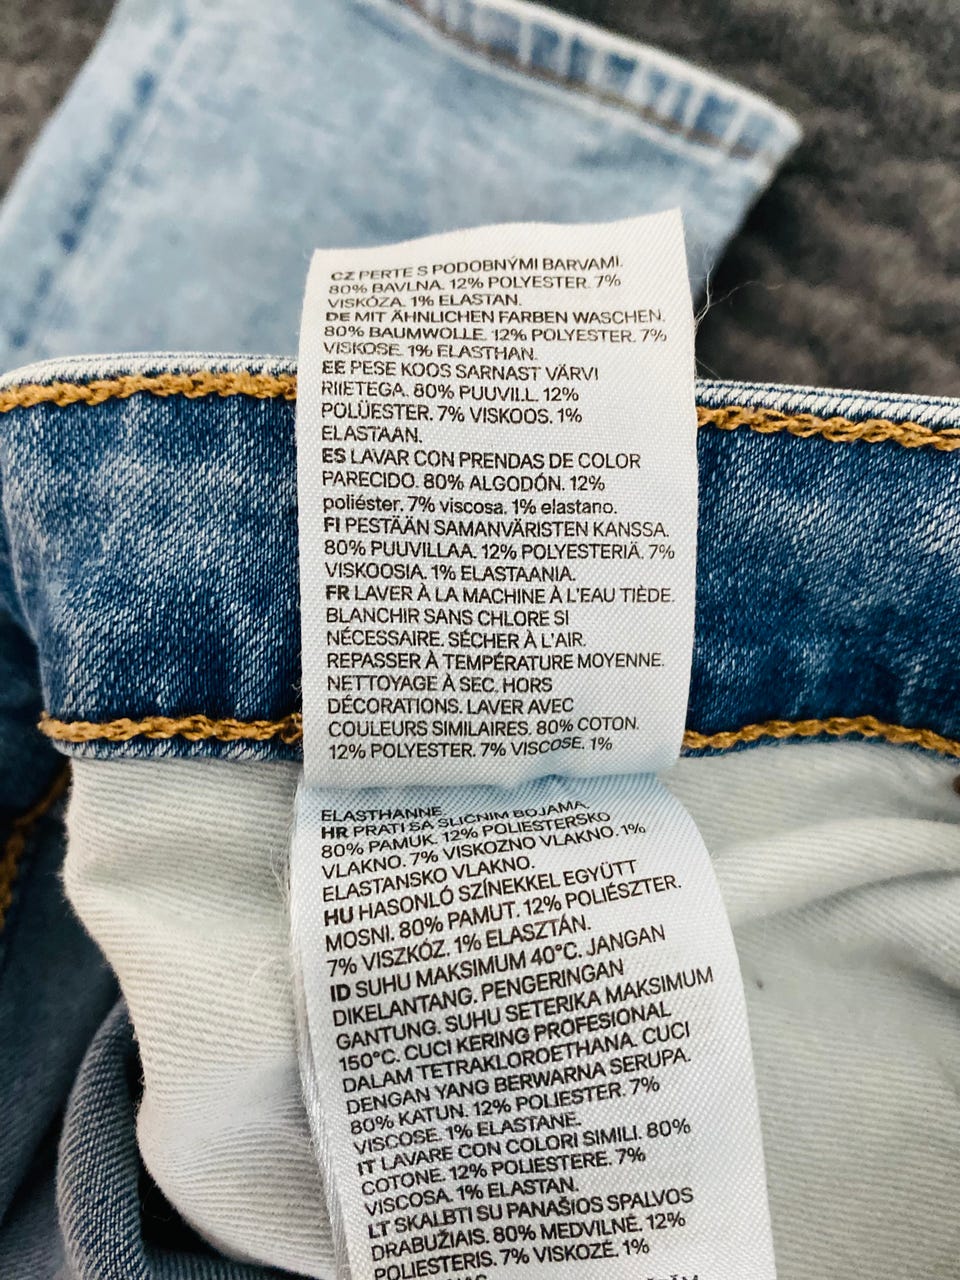 CZ PERTE S PODOBNÝMI BARVAMI.
80% BAVLNA. 12% POLYESTER. 7%
VISKÓZA. 1% ELASTAN.
DE MIT ÄHNLICHEN FARBEN WASCHEN.
80% BAUMWOLLE. 12% POLYESTER. 7%
VISKOSE. 1% ELASTHAN.
EE PESE KOOS SARNAST VÄRVI
RIIETEGA. 80% PUUVILL. 12%
POLÜESTER. 7% VISKOOS. 1%
ELASTAAN.
ES LAVAR CON PRENDAS DE COLOR
PARECIDO. 80% ALGODÓN. 12%
poliéster. 7% viscosa. 1% elastano.
FI PESTÄÄN SAMANVÄRISTEN KANSSA.
80% PUUVILLAA. 12% POLYESTERIÄ. 7%
VISKOOSIA. 1% ELASTAANIA.
FR LAVER À LA MACHINE À L'EAU TIÈDE.
BLANCHIR SANS CHLORE SI
NÉCESSAIRE. SÉCHER À L'AIR.
REPASSER À TEMPÉRATURE MOYENNE.
NETTOYAGE À SEC. HORS
DÉCORATIONS. LAVER AVEC
COULEURS SIMILAIRES. 80% COTON.
12% POLYESTER. 7% VISCOSE. 1%
ELASTHANNE.
HR PRATI SA SLIČNIM BOJAMA.
80% PAMUK. 12% POLIESTERSKO
VLAKNO. 7% VISKOZNO VLAKNO. 1%
ELASTANSKO VLAKNO.
HU HASONLÓ SZÍNEKKEL EGYÜTT
MOSNI. 80% PAMUT. 12% POLIÉSZTER.
7% VISZKÓZ. 1% ELASZTÁN.
ID SUHU MAKSIMUM 40°C. JANGAN
DIKELANTANG. PENGERINGAN
GANTUNG. SUHU SETERIKA MAKSIMUM
150°C. CUCI KERING PROFESIONAL
DALAM TETRAKLOROETHANA. CUCI
DENGAN YANG BERWARNA SERUPA.
80% KATUN. 12% POLIESTER. 7%
VISCOSE. 1% ELASTANE.
IT LAVARE CON COLORI SIMILI. 80%
COTONE. 12% POLIESTERE. 7%
VISCOSA. 1% ELASTAN.
LT SKALBTI SU PANAŠIOS SPALVOS
DRABUŽIAIS. 80% MEDVILNĖ. 12%
POLIESTERIS. 7% VISKOZĖ. 1%